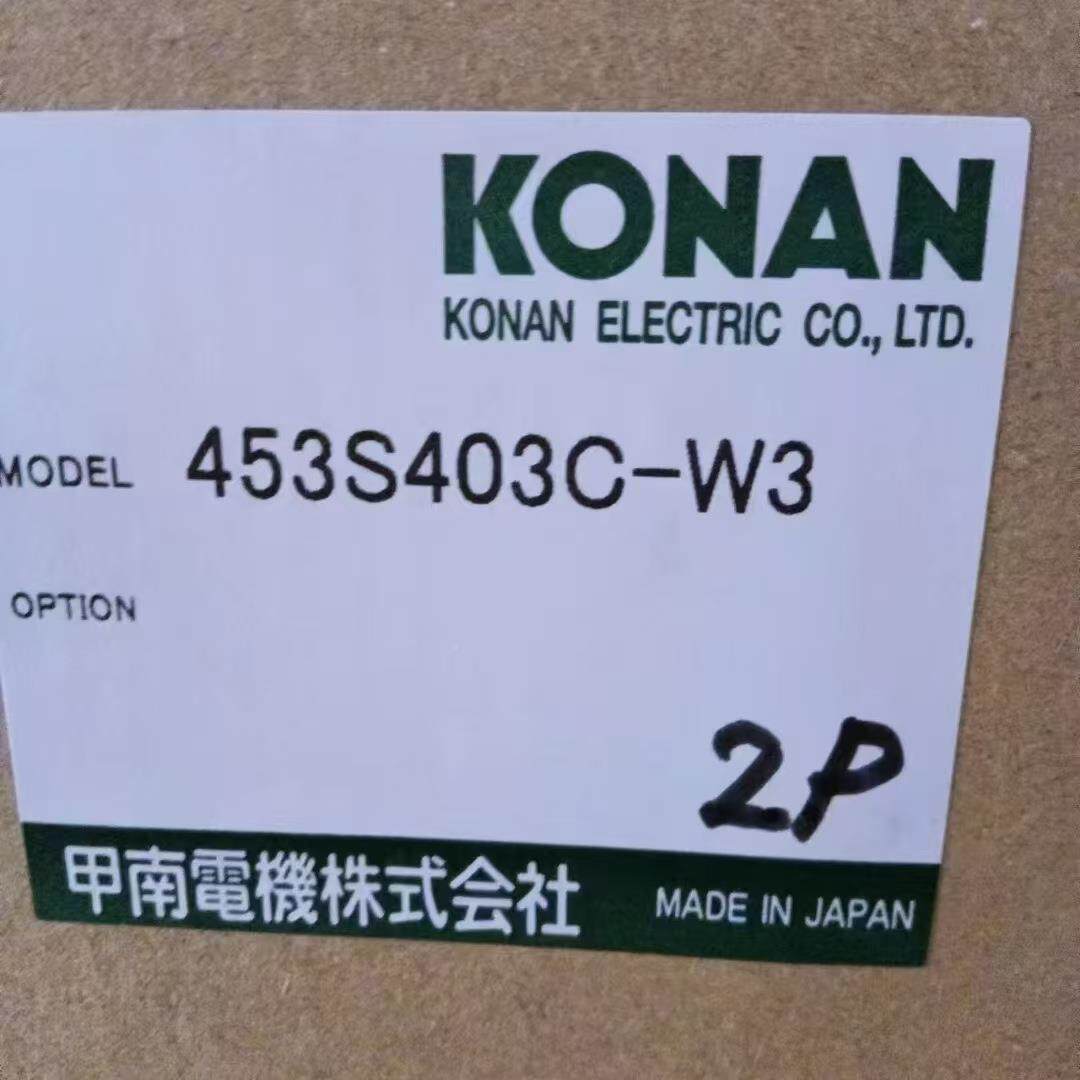 KONAN
KONAN ELECTRIC CO., LTD.
MODEL 453S403C-W3
OPTION
2P
甲南電機株式会社 MADE IN JAPAN